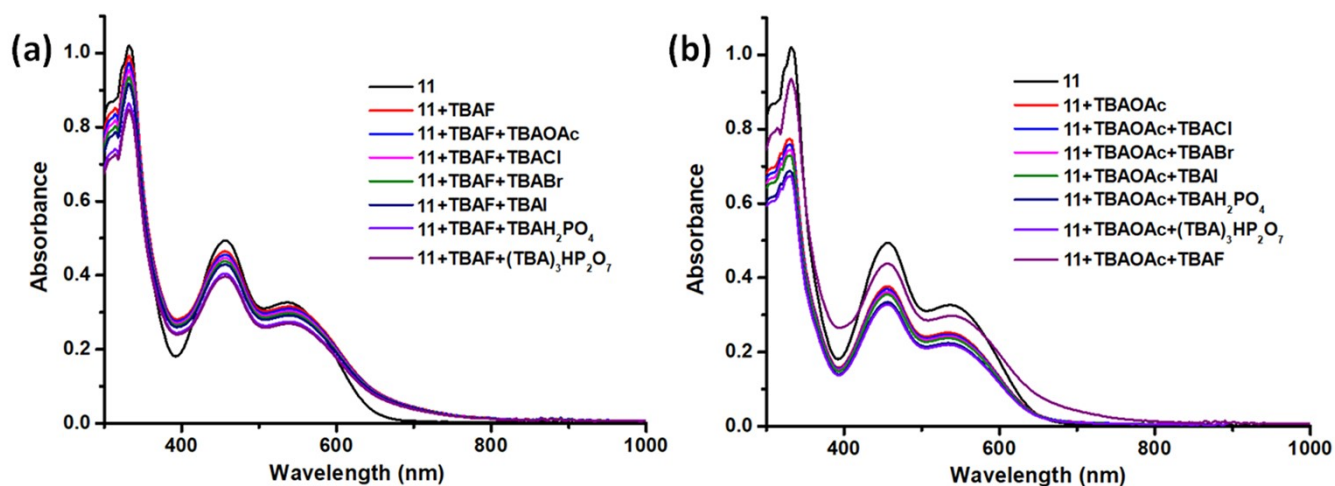 (a)
1.0
0.8
0.6
0.4
0.2
0.0
Absorbance
400
600
800
1000
Wavelength (nm)
11
11+TBAF
11+TBAF+TBAOAc
11+TBAF+TBACl
11+TBAF+TBABr
11+TBAF+TBAI
11+TBAF+TBAH₂PO₄
11+TBAF+(TBA)₃HP₂O₇
(b)
1.0
0.8
0.6
0.4
0.2
0.0
Absorbance
400
600
800
1000
Wavelength (nm)
11
11+TBAOAc
11+TBAOAc+TBACl
11+TBAOAc+TBABr
11+TBAOAc+TBAI
11+TBAOAc+TBAH₂PO₄
11+TBAOAc+(TBA)₃HP₂O₇
11+TBAOAc+TBAF